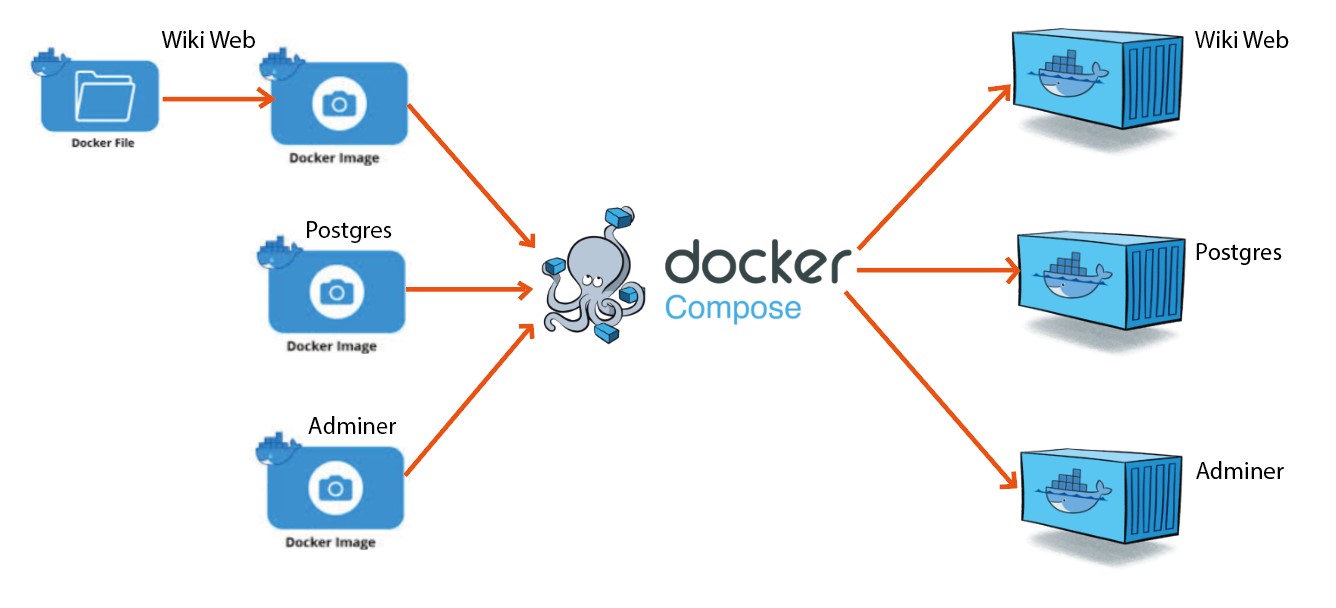 Wiki Web
Docker File
Docker Image
Postgres
Docker Image
Adminer
Docker Image
docker
Compose
Wiki Web
Postgres
Adminer